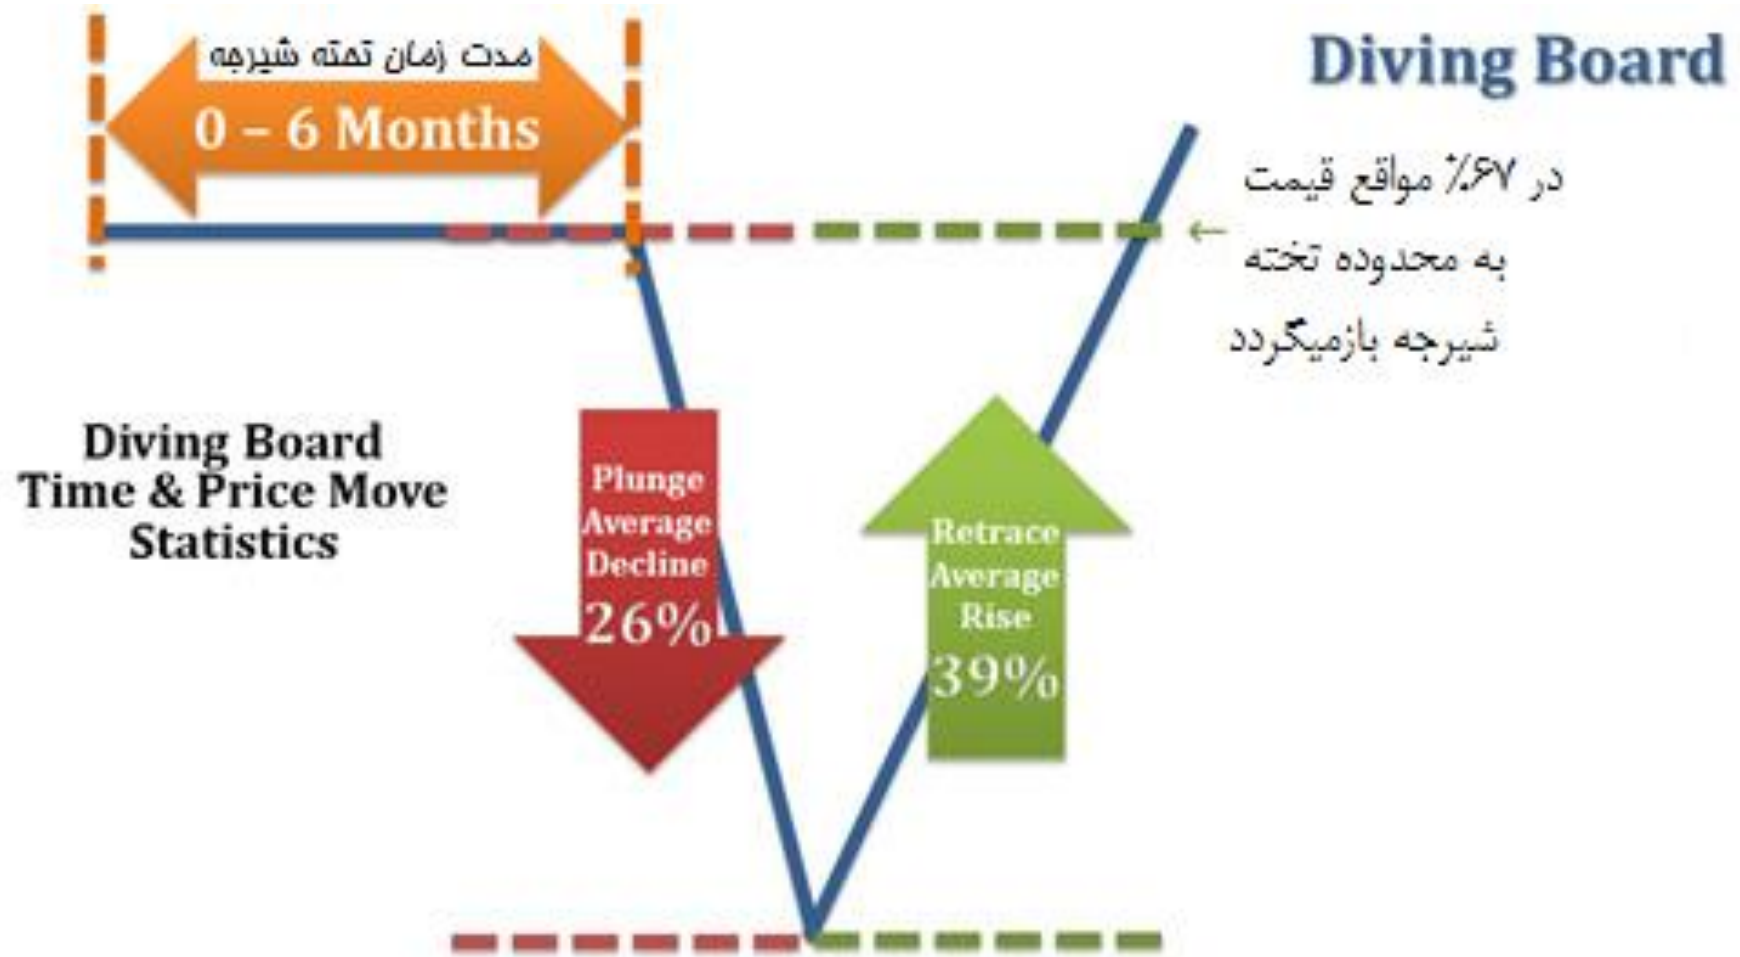 مدت زمان تخته شیرجه
0 – 6 Months
Diving Board
در ۶۷٪ مواقع قیمت
← به محدوده تخته
شیرجه بازمیگردد
Diving Board
Time & Price Move
Statistics
Plunge
Average
Decline
26%
Retrace
Average
Rise
39%